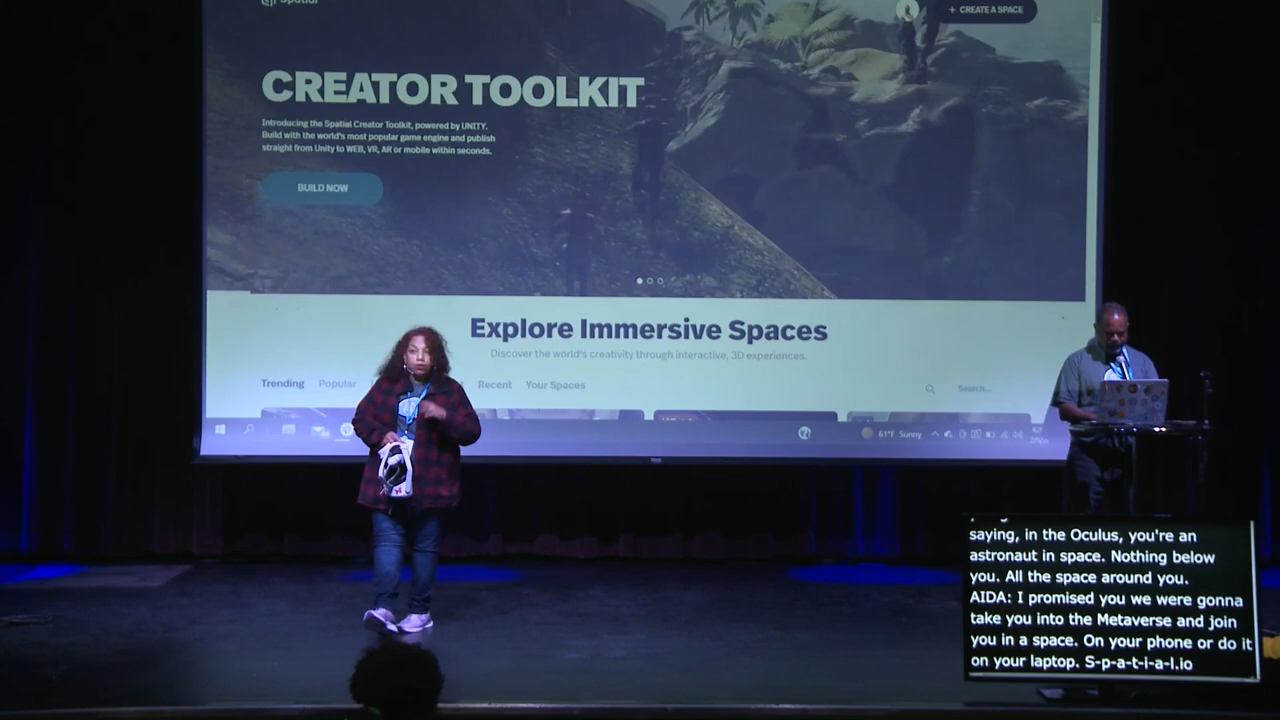 Spatial
+ CREATE A SPACE
CREATOR TOOLKIT
Introducing the Spatial Creator Toolkit, powered by UNITY.
Build with the world's most popular game engine and publish
straight from Unity to WEB, VR, AR or mobile within seconds.
BUILD NOW
Explore Immersive Spaces
Discover the world's creativity through interactive, 3D experiences.
Trending Popular Recent Your Spaces
Search...
61°F Sunny
saying, in the Oculus, you're an
astronaut in space. Nothing below
you. All the space around you.
AIDA: I promised you we were gonna
take you into the Metaverse and join
you in a space. On your phone or do it
on your laptop. S-p-a-t-i-a-l.io